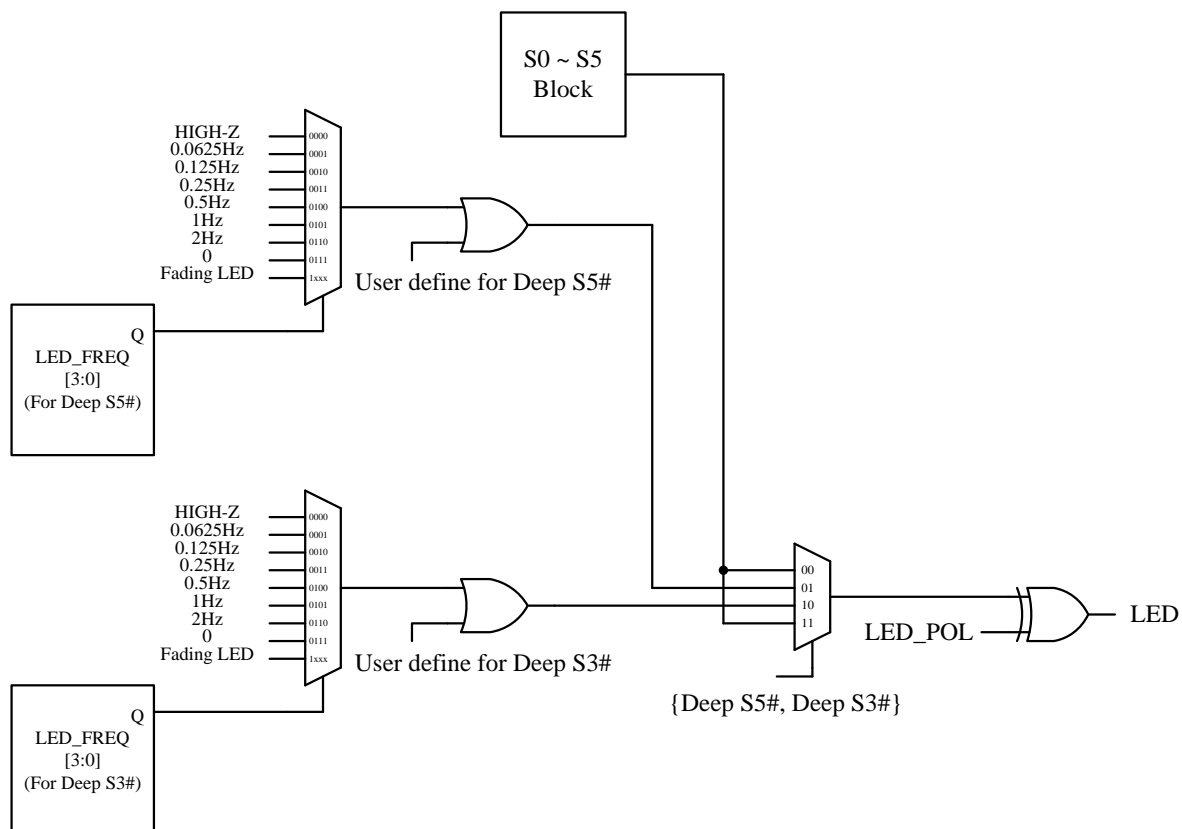 S0 ~ S5
Block
HIGH-Z
0000
0.0625Hz
0001
0.125Hz
0010
0.25Hz
0011
0.5Hz
0100
1Hz
0101
2Hz
0110
0
0111
Fading LED
1xxx
User define for Deep S5#
Q
LED_FREQ
[3:0]
(For Deep S5#)
HIGH-Z
0000
0.0625Hz
0001
0.125Hz
0010
0.25Hz
0011
0.5Hz
0100
1Hz
0101
2Hz
0110
0
0111
Fading LED
1xxx
User define for Deep S3#
Q
LED_FREQ
[3:0]
(For Deep S3#)
00
01
10
11
{Deep S5#, Deep S3#}
LED_POL
LED